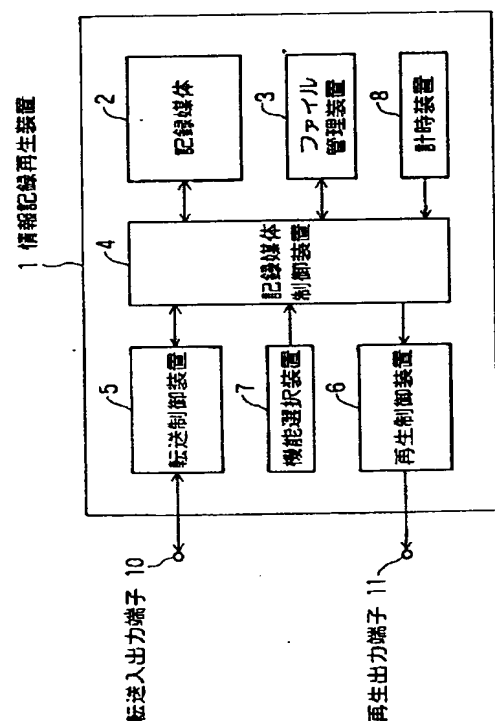 1 情報記録再生装置
2
記録媒体
3
ファイル
管理装置
8
計時装置
4
記録媒体
制御装置
5
転送制御装置
7
機能選択装置
6
再生制御装置
転送入出力端子 10
再生出力端子 11